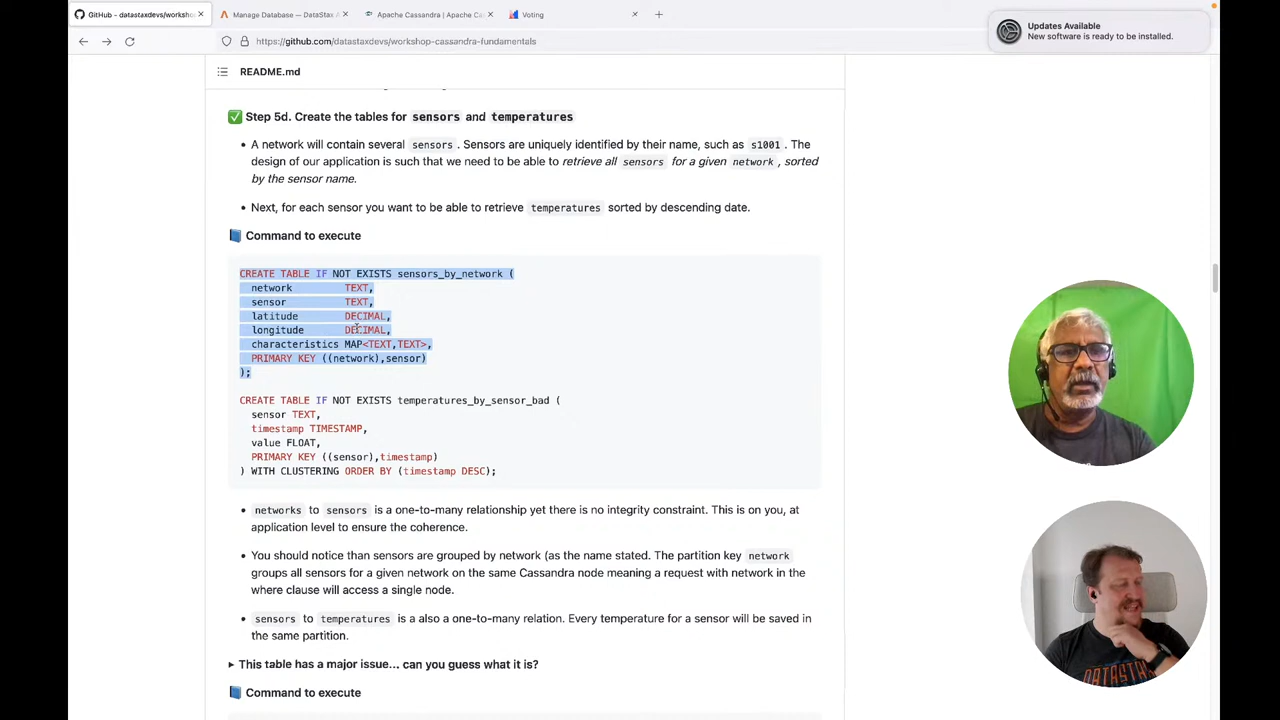 GitHub - datastaxdevs/worksho
Manage Database — DataStax A
Apache Cassandra | Apache Ca
Voting
https://github.com/datastaxdevs/workshop-cassandra-fundamentals
Updates Available
New software is ready to be installed.
README.md
Step 5d. Create the tables for sensors and temperatures
• A network will contain several sensors . Sensors are uniquely identified by their name, such as s1001 . The
design of our application is such that we need to be able to retrieve all sensors for a given network , sorted
by the sensor name.
• Next, for each sensor you want to be able to retrieve temperatures sorted by descending date.
Command to execute
CREATE TABLE IF NOT EXISTS sensors_by_network (
network TEXT,
sensor TEXT,
latitude DECIMAL,
longitude DECIMAL,
characteristics MAP<TEXT,TEXT>,
PRIMARY KEY ((network),sensor)
);
CREATE TABLE IF NOT EXISTS temperatures_by_sensor_bad (
sensor TEXT,
timestamp TIMESTAMP,
value FLOAT,
PRIMARY KEY ((sensor),timestamp)
) WITH CLUSTERING ORDER BY (timestamp DESC);
• networks to sensors is a one-to-many relationship yet there is no integrity constraint. This is on you, at
application level to ensure the coherence.
• You should notice than sensors are grouped by network (as the name stated. The partition key network
groups all sensors for a given network on the same Cassandra node meaning a request with network in the
where clause will access a single node.
• sensors to temperatures is a also a one-to-many relation. Every temperature for a sensor will be saved in
the same partition.
This table has a major issue... can you guess what it is?
Command to execute